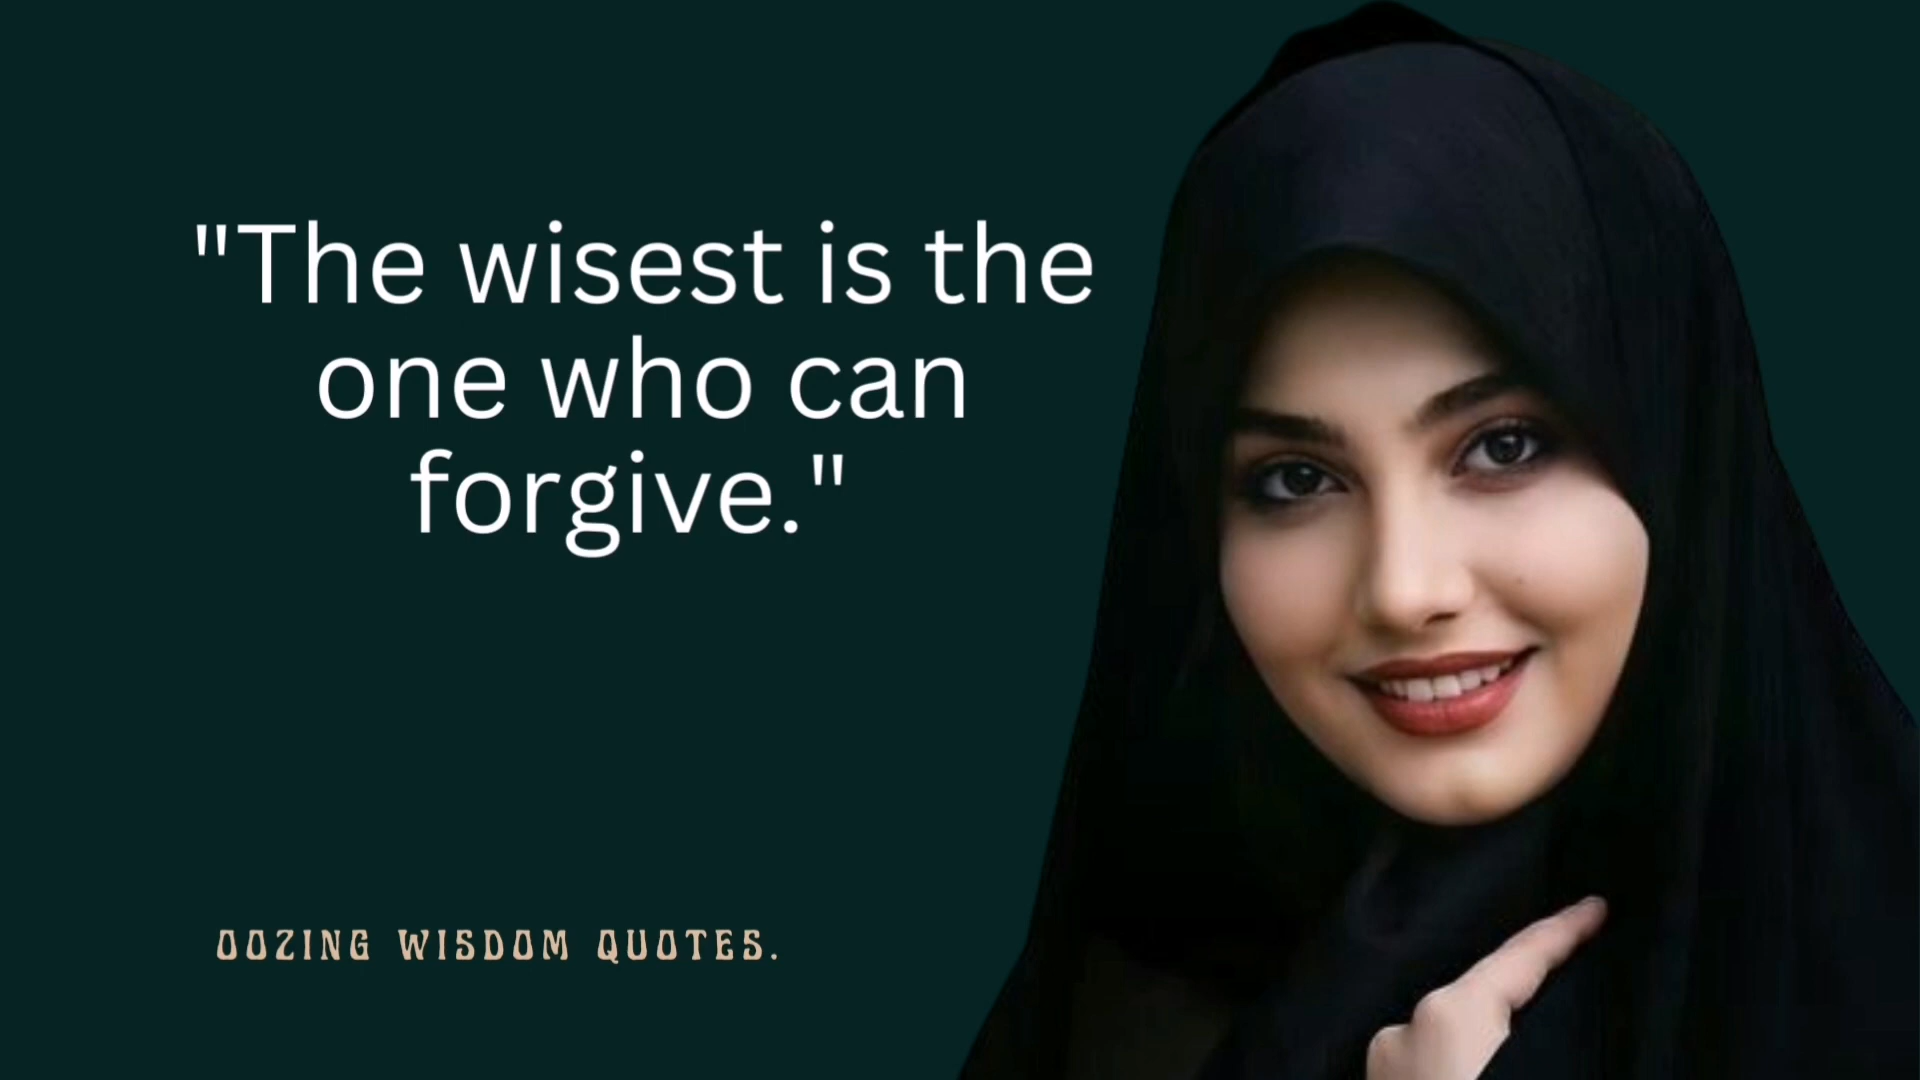 "The wisest is the
one who can
forgive."
OOZING WISDOM QUOTES.